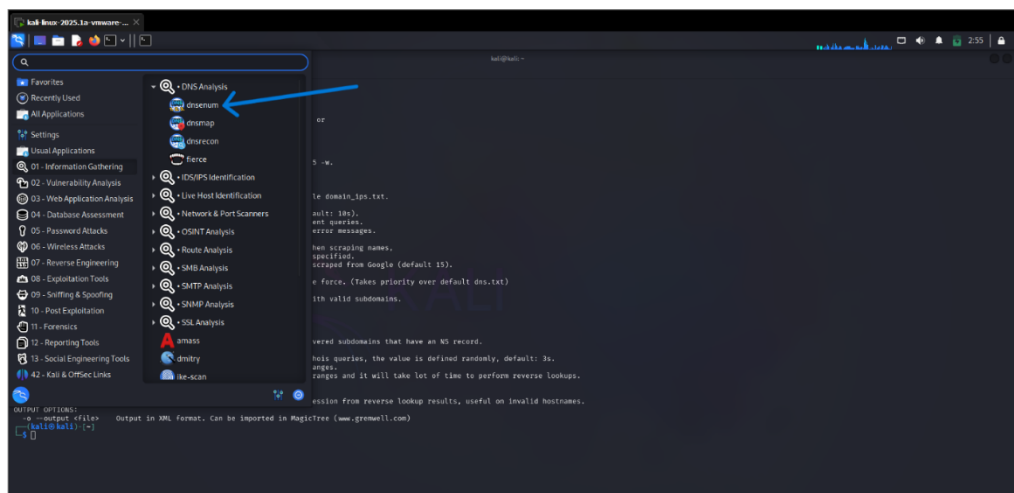 kali-linux-2025.1a-vmware-...
2:55
kali@kali: ~
Favorites
Recently Used
All Applications
Settings
Usual Applications
01 - Information Gathering
02 - Vulnerability Analysis
03 - Web Application Analysis
04 - Database Assessment
05 - Password Attacks
06 - Wireless Attacks
07 - Reverse Engineering
08 - Exploitation Tools
09 - Sniffing & Spoofing
10 - Post Exploitation
11 - Forensics
12 - Reporting Tools
13 - Social Engineering Tools
42 - Kali & OffSec Links
• DNS Analysis
dnsenum
dnsmap
dnsrecon
fierce
• IDS/IPS Identification
• Live Host Identification
• Network & Port Scanners
• OSINT Analysis
• Route Analysis
• SMB Analysis
• SMTP Analysis
• SNMP Analysis
• SSL Analysis
amass
dmitry
ike-scan
or
5 -w.
le domain_ips.txt.
ault: 10s).
ent queries.
error messages.
hen scraping names.
specified.
scraped from Google (default 15).
e force. (Takes priority over default dns.txt)
ith valid subdomains.
KALI
vered subdomains that have an NS record.
hois queries, the value is defined randomly, default: 3s.
anges.
ranges and it will take lot of time to perform reverse lookups.
ession from reverse lookup results, useful on invalid hostnames.
OUTPUT OPTIONS:
-o --output <file> Output in XML format. Can be imported in MagicTree (www.gremwell.com)
(kali@kali)-[~]
$